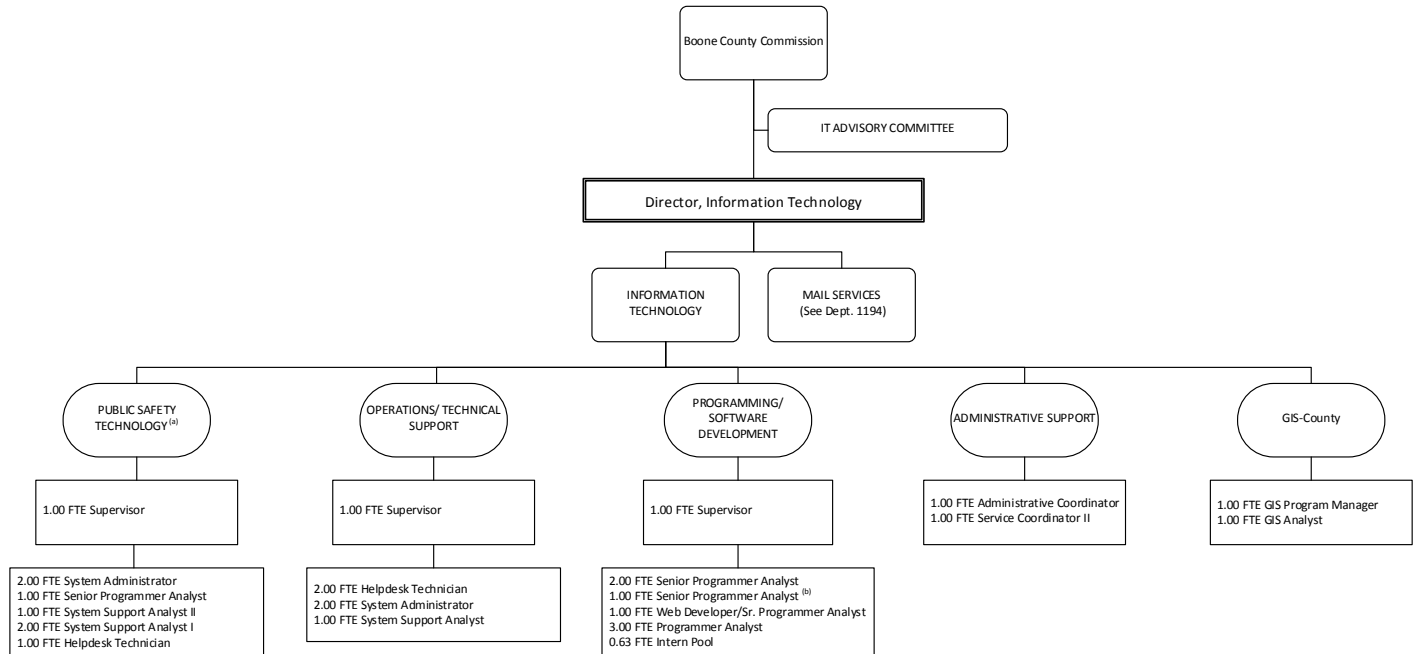 Boone County Commission
IT ADVISORY COMMITTEE
Director, Information Technology
INFORMATION
TECHNOLOGY
MAIL SERVICES
(See Dept. 1194)
PUBLIC SAFETY
TECHNOLOGY (a)
OPERATIONS/ TECHNICAL
SUPPORT
PROGRAMMING/
SOFTWARE
DEVELOPMENT
ADMINISTRATIVE SUPPORT
GIS-County
1.00 FTE Supervisor
1.00 FTE Supervisor
1.00 FTE Supervisor
1.00 FTE Administrative Coordinator
1.00 FTE Service Coordinator II
1.00 FTE GIS Program Manager
1.00 FTE GIS Analyst
2.00 FTE System Administrator
1.00 FTE Senior Programmer Analyst
1.00 FTE System Support Analyst II
2.00 FTE System Support Analyst I
1.00 FTE Helpdesk Technician
2.00 FTE Helpdesk Technician
2.00 FTE System Administrator
1.00 FTE System Support Analyst
2.00 FTE Senior Programmer Analyst
1.00 FTE Senior Programmer Analyst (b)
1.00 FTE Web Developer/Sr. Programmer Analyst
3.00 FTE Programmer Analyst
0.63 FTE Intern Pool